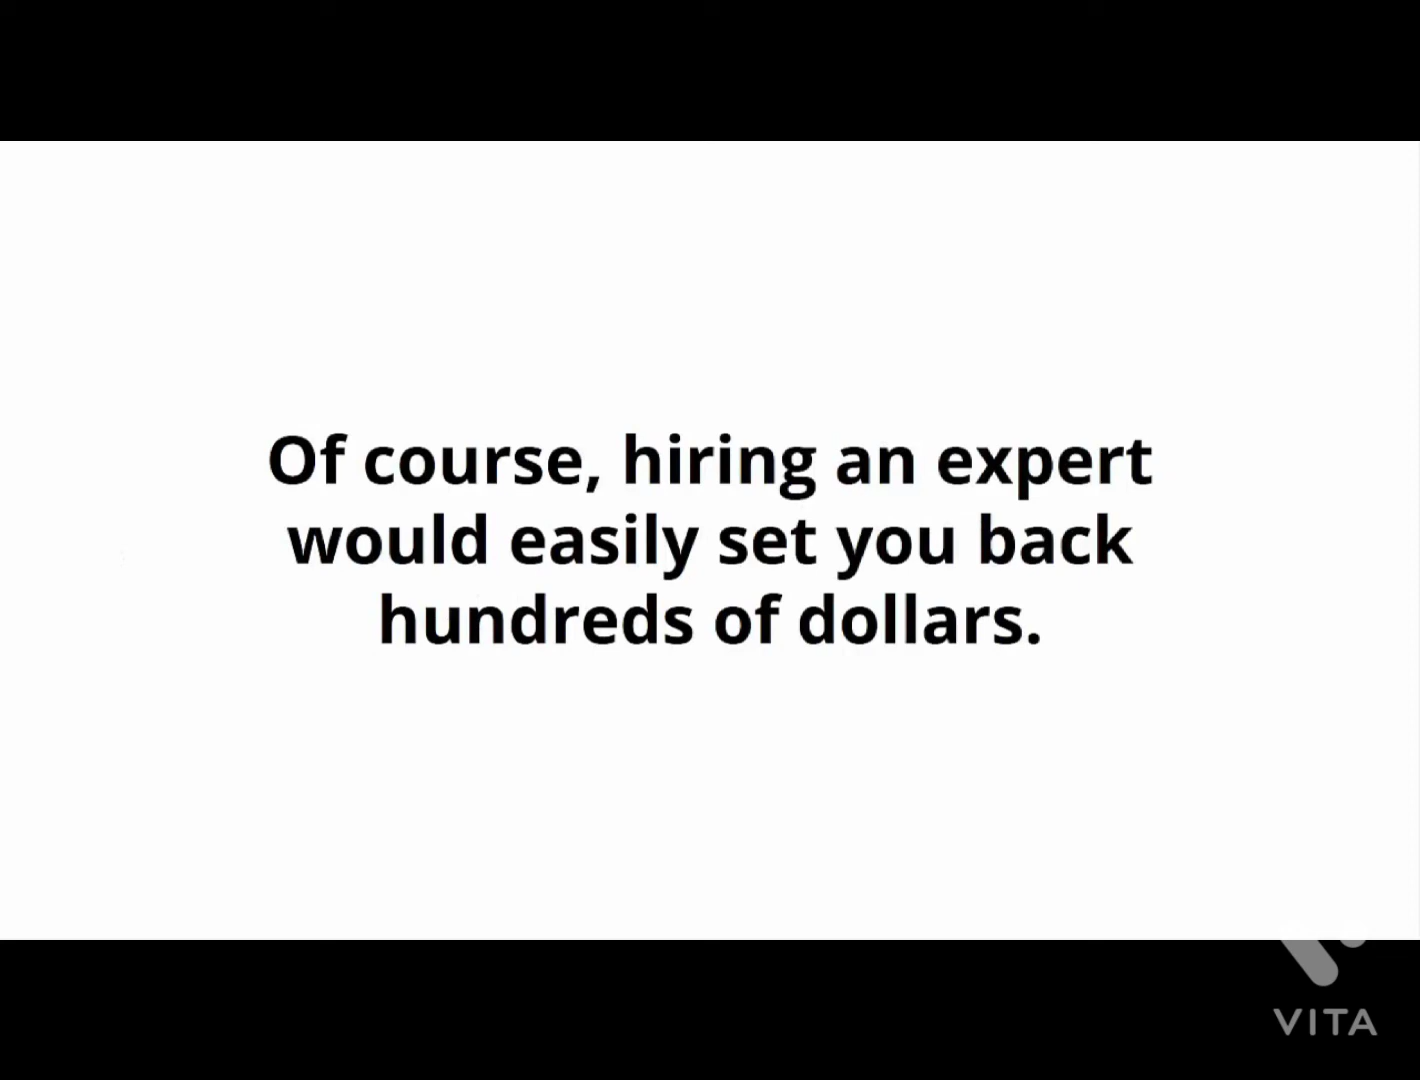 Of course, hiring an expert
would easily set you back
hundreds of dollars.
VITA